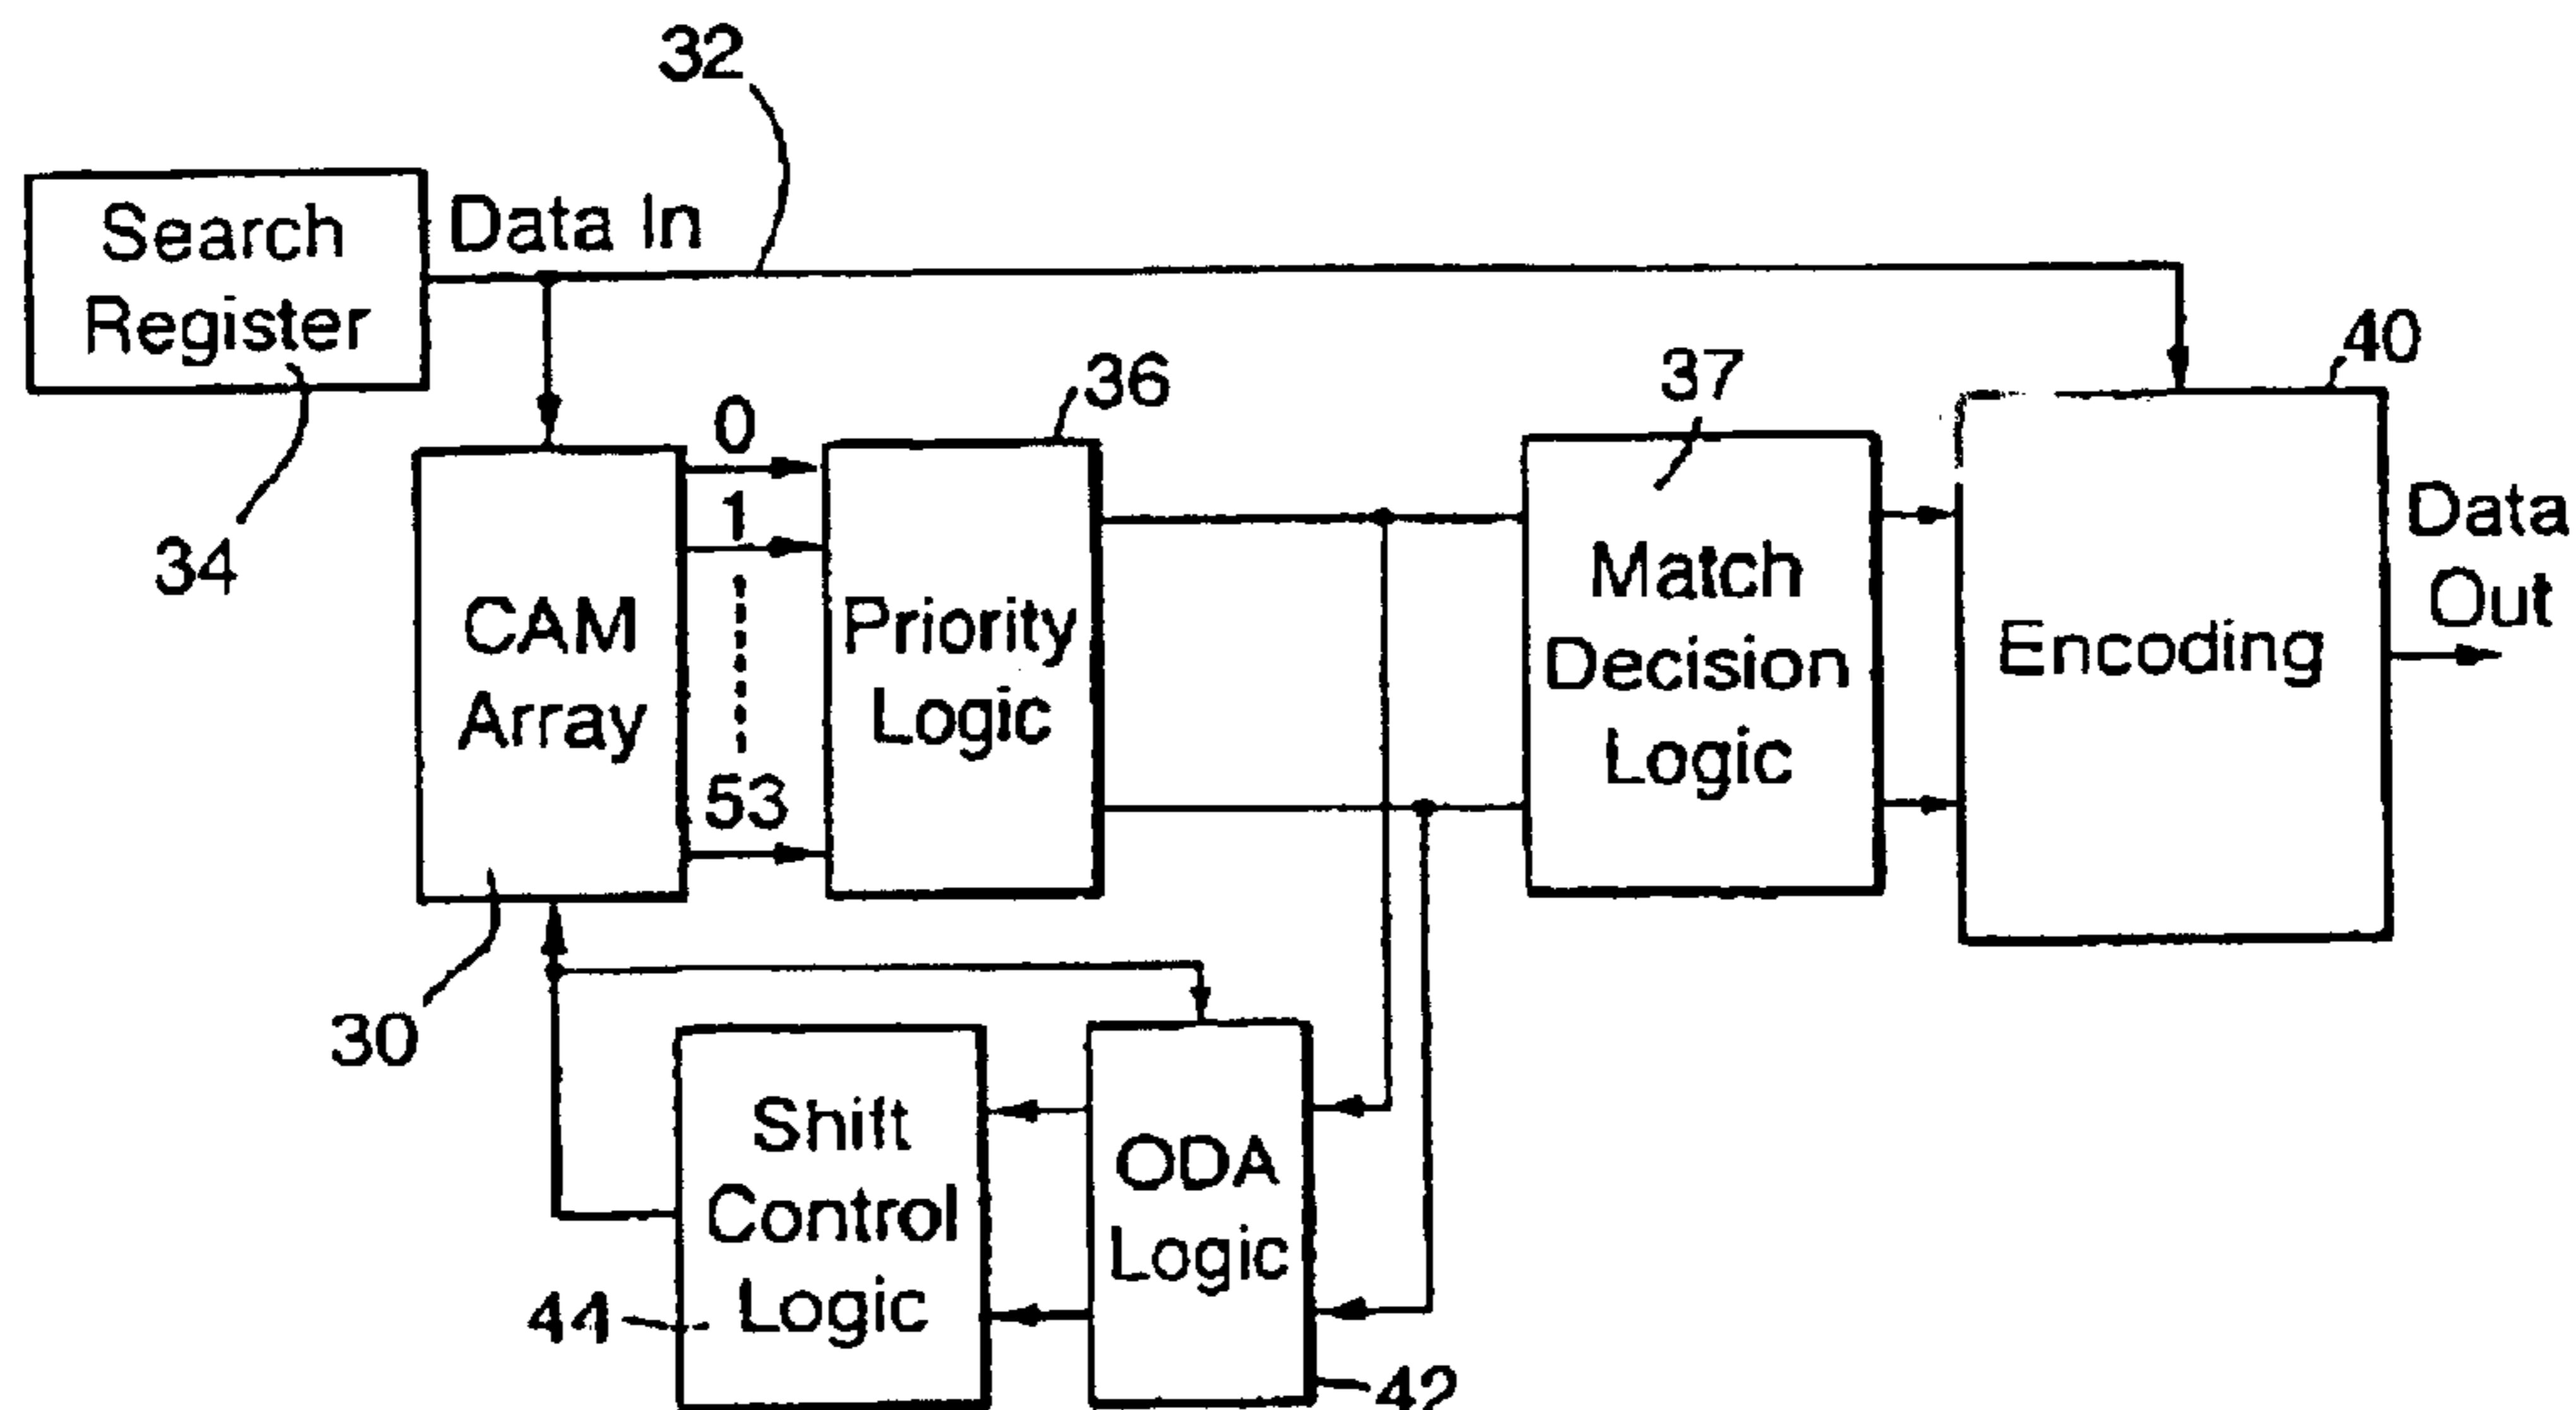 32
Search
Register
Data In
34
40
36
37
0
1
53
CAM
Array
Priority
Logic
Match
Decision
Logic
Encoding
Data
Out
30
Shift
Control
Logic
ODA
Logic
44
42